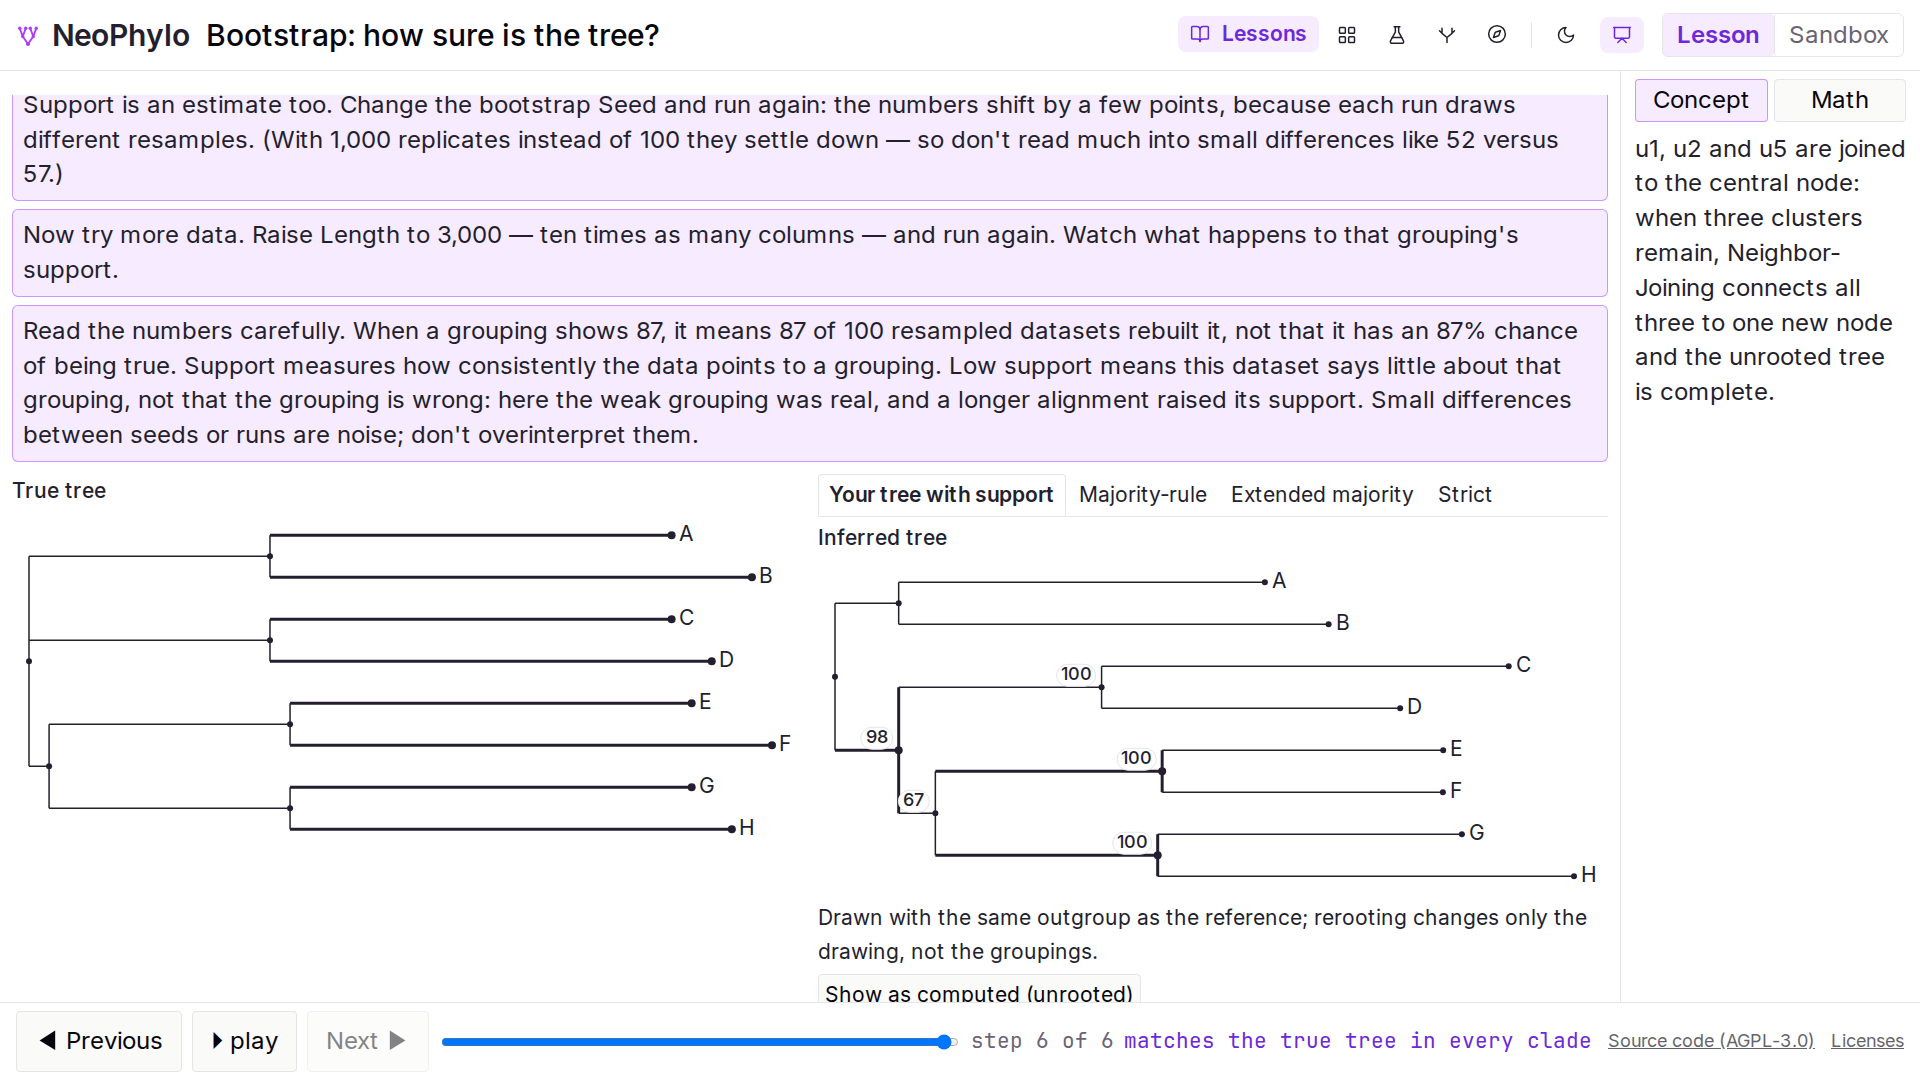 NeoPhylo Bootstrap: how sure is the tree?
Lessons
Lesson Sandbox
Support is an estimate too. Change the bootstrap Seed and run again: the numbers shift by a few points, because each run draws
different resamples. (With 1,000 replicates instead of 100 they settle down — so don't read much into small differences like 52 versus
57.)
Now try more data. Raise Length to 3,000 — ten times as many columns — and run again. Watch what happens to that grouping's
support.
Read the numbers carefully. When a grouping shows 87, it means 87 of 100 resampled datasets rebuilt it, not that it has an 87% chance
of being true. Support measures how consistently the data points to a grouping. Low support means this dataset says little about that
grouping, not that the grouping is wrong: here the weak grouping was real, and a longer alignment raised its support. Small differences
between seeds or runs are noise; don't overinterpret them.
True tree
A
B
C
D
E
F
G
H
Your tree with support Majority-rule Extended majority Strict
Inferred tree
A
B
C
100
D
98
E
100
F
67
G
100
H
Drawn with the same outgroup as the reference; rerooting changes only the
drawing, not the groupings.
Show as computed (unrooted)
Concept Math
u1, u2 and u5 are joined
to the central node:
when three clusters
remain, Neighbor-
Joining connects all
three to one new node
and the unrooted tree
is complete.
Previous play Next step 6 of 6 matches the true tree in every clade Source code (AGPL-3.0) Licenses